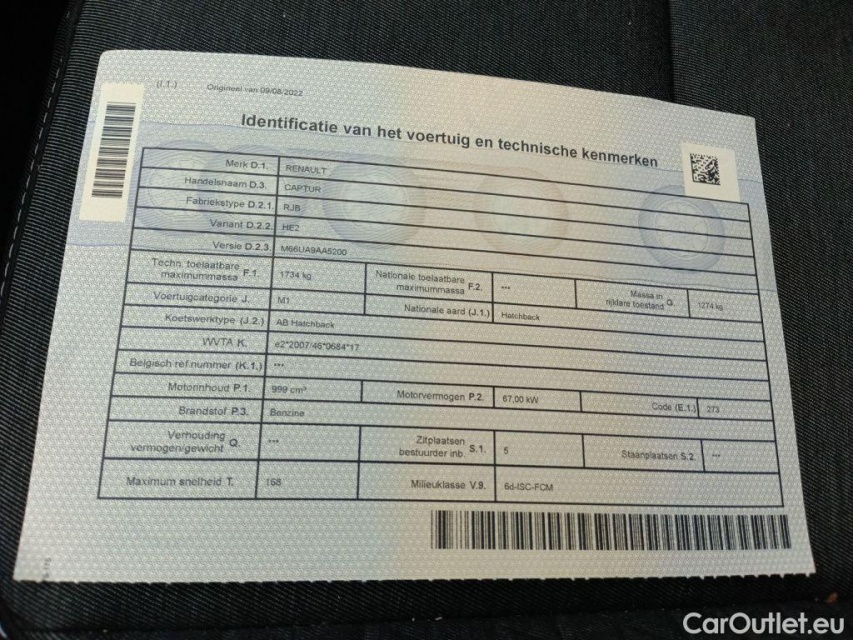 (I.T.) Origineel van 09/08/2022
Identificatie van het voertuig en technische kenmerken
Merk D.1. RENAULT
Handelsnaam D.3. CAPTUR
Fabriekstype D.2.1. RJB
Variant D.2.2. HE2
Versie D.2.3. M66UA9AA5200
Techn. toelaatbare maximummassa F.1. 1734 kg Nationale toelaatbare maximummassa F.2. *** Massa in rijklare toestand G. 1274 kg
Voertuigcategorie J. M1 Nationale aard (J.1.) Hatchback
Koetswerktype (J.2.) AB Hatchback
WVTA K. e2*2007/46*0684*17
Belgisch ref nummer (K.1.) ***
Motorinhoud P.1. 999 cm³ Motorvermogen P.2. 67,00 kW Code (E.1.) 273
Brandstof P.3. Benzine
Verhouding vermogen/gewicht Q. *** Zitplaatsen bestuurder inb. S.1. 5 Staanplaatsen S.2. ***
Maximum snelheid T. 168 Milieuklasse V.9. 6d-ISC-FCM
CarOutlet.eu